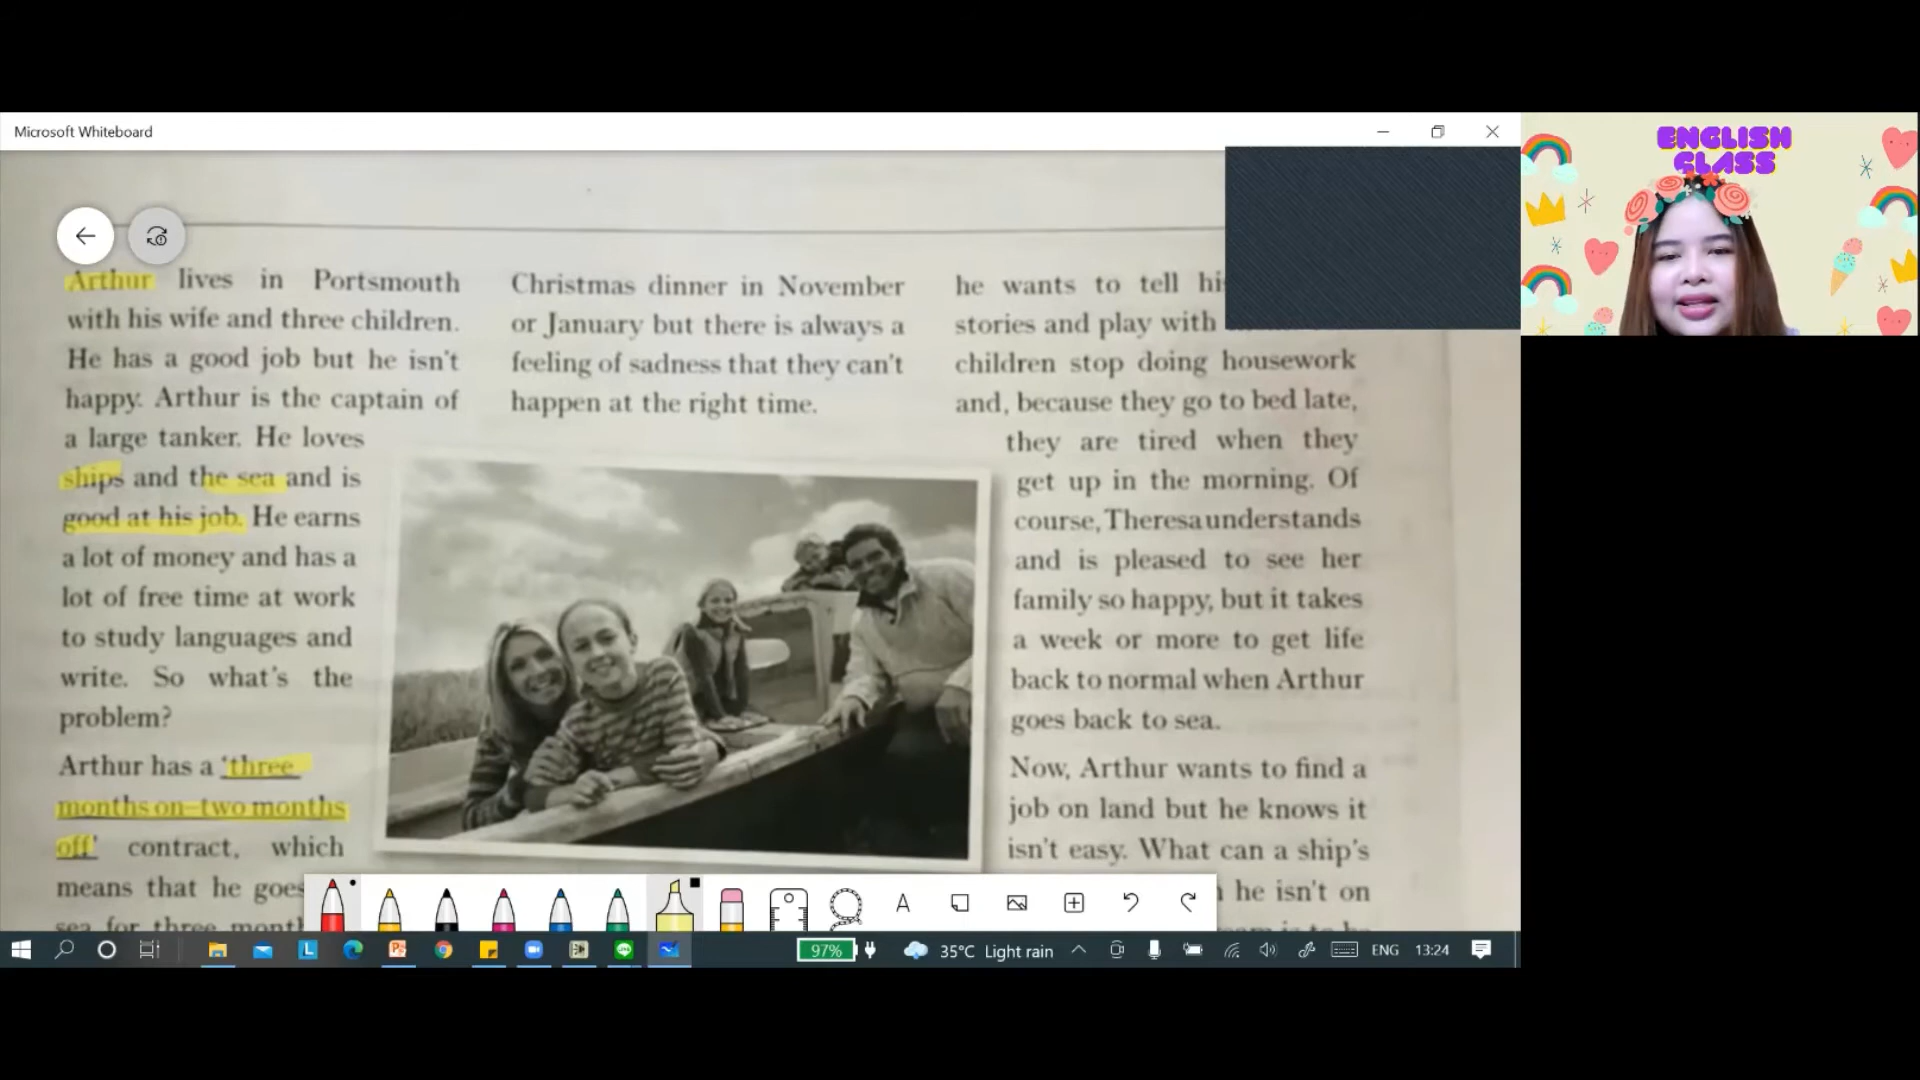 Microsoft Whiteboard
ENGLISH
CLASS
Arthur lives in Portsmouth
with his wife and three children.
He has a good job but he isn't
happy. Arthur is the captain of
a large tanker. He loves
ships and the sea and is
good at his job. He earns
a lot of money and has a
lot of free time at work
to study languages and
write. So what's the
problem?
Arthur has a 'three
months on–two months
off' contract, which
means that he goes
sea for three month
Christmas dinner in November
or January but there is always a
feeling of sadness that they can't
happen at the right time.
he wants to tell hi
stories and play with
children stop doing housework
and, because they go to bed late,
they are tired when they
get up in the morning. Of
course, Theresa understands
and is pleased to see her
family so happy, but it takes
a week or more to get life
back to normal when Arthur
goes back to sea.
Now, Arthur wants to find a
job on land but he knows it
isn't easy. What can a ship's
he isn't on
97%
35°C Light rain
ENG
13:24